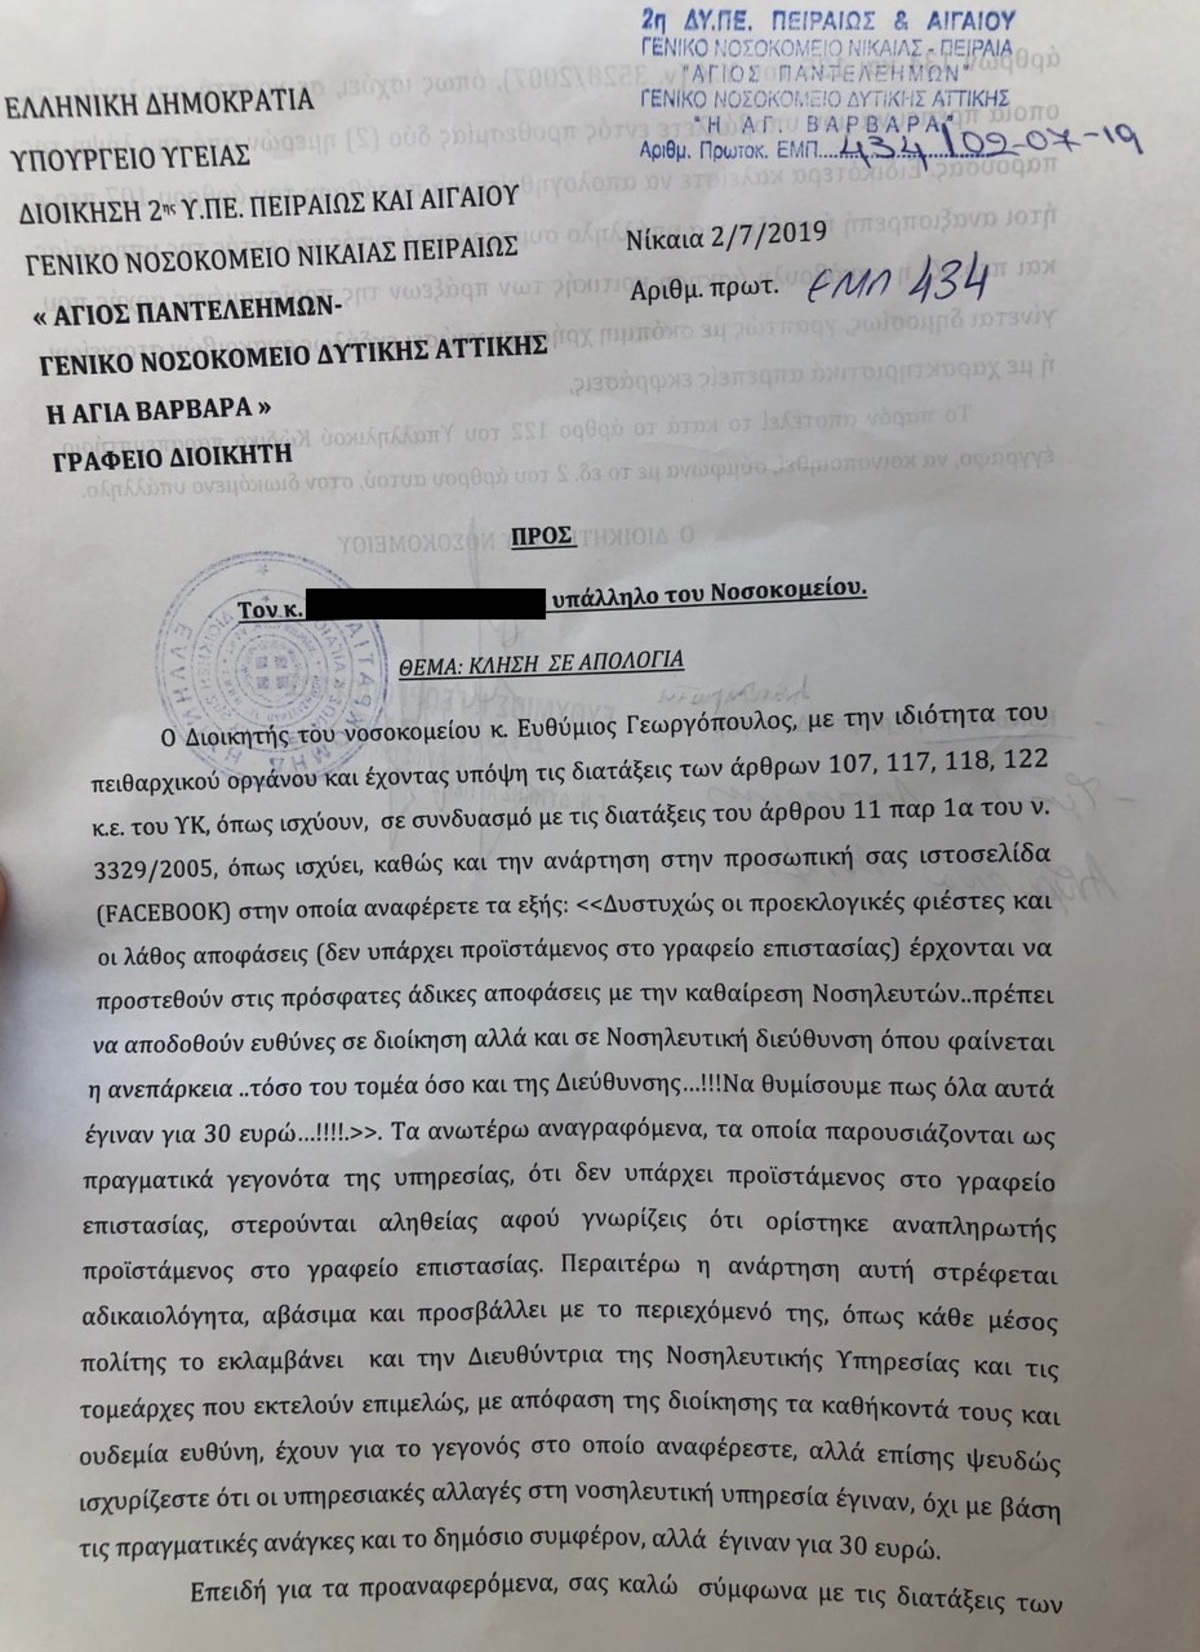 2η ΔΥ.ΠΕ. ΠΕΙΡΑΙΩΣ & ΑΙΓΑΙΟΥ
ΓΕΝΙΚΟ ΝΟΣΟΚΟΜΕΙΟ ΝΙΚΑΙΑΣ - ΠΕΙΡΑΙΑ
"ΑΓΙΟΣ ΠΑΝΤΕΛΕΗΜΩΝ"
ΓΕΝΙΚΟ ΝΟΣΟΚΟΜΕΙΟ ΔΥΤΙΚΗΣ ΑΤΤΙΚΗΣ
"Η ΑΓ. ΒΑΡΒΑΡΑ"
Αριθμ. Πρωτοκ. ΕΜΠ....434/02-07-19
ΕΛΛΗΝΙΚΗ ΔΗΜΟΚΡΑΤΙΑ
ΥΠΟΥΡΓΕΙΟ ΥΓΕΙΑΣ
ΔΙΟΙΚΗΣΗ 2ης Υ.ΠΕ. ΠΕΙΡΑΙΩΣ ΚΑΙ ΑΙΓΑΙΟΥ
ΓΕΝΙΚΟ ΝΟΣΟΚΟΜΕΙΟ ΝΙΚΑΙΑΣ ΠΕΙΡΑΙΩΣ
« ΑΓΙΟΣ ΠΑΝΤΕΛΕΗΜΩΝ-
ΓΕΝΙΚΟ ΝΟΣΟΚΟΜΕΙΟ ΔΥΤΙΚΗΣ ΑΤΤΙΚΗΣ
Η ΑΓΙΑ ΒΑΡΒΑΡΑ »
ΓΡΑΦΕΙΟ ΔΙΟΙΚΗΤΗ
Νίκαια 2/7/2019
Αριθμ. πρωτ. ΕΜΠ 434
ΠΡΟΣ
Τον κ. υπάλληλο του Νοσοκομείου.
ΘΕΜΑ: ΚΛΗΣΗ ΣΕ ΑΠΟΛΟΓΙΑ
Ο Διοικητής του νοσοκομείου κ. Ευθύμιος Γεωργόπουλος, με την ιδιότητα του
πειθαρχικού οργάνου και έχοντας υπόψη τις διατάξεις των άρθρων 107, 117, 118, 122
κ.ε. του ΥΚ, όπως ισχύουν, σε συνδυασμό με τις διατάξεις του άρθρου 11 παρ 1α του ν.
3329/2005, όπως ισχύει, καθώς και την ανάρτηση στην προσωπική σας ιστοσελίδα
(FACEBOOK) στην οποία αναφέρετε τα εξής: <<Δυστυχώς οι προεκλογικές φιέστες και
οι λάθος αποφάσεις (δεν υπάρχει προϊστάμενος στο γραφείο επιστασίας) έρχονται να
προστεθούν στις πρόσφατες άδικες αποφάσεις με την καθαίρεση Νοσηλευτών..πρέπει
να αποδοθούν ευθύνες σε διοίκηση αλλά και σε Νοσηλευτική διεύθυνση όπου φαίνεται
η ανεπάρκεια ..τόσο του τομέα όσο και της Διεύθυνσης...!!!Να θυμίσουμε πως όλα αυτά
έγιναν για 30 ευρώ...!!!!.>>. Τα ανωτέρω αναγραφόμενα, τα οποία παρουσιάζονται ως
πραγματικά γεγονότα της υπηρεσίας, ότι δεν υπάρχει προϊστάμενος στο γραφείο
επιστασίας, στερούνται αληθείας αφού γνωρίζεις ότι ορίστηκε αναπληρωτής
προϊστάμενος στο γραφείο επιστασίας. Περαιτέρω η ανάρτηση αυτή στρέφεται
αδικαιολόγητα, αβάσιμα και προσβάλλει με το περιεχόμενό της, όπως κάθε μέσος
πολίτης το εκλαμβάνει και την Διευθύντρια της Νοσηλευτικής Υπηρεσίας και τις
τομεάρχες που εκτελούν επιμελώς, με απόφαση της διοίκησης τα καθήκοντά τους και
ουδεμία ευθύνη, έχουν για το γεγονός στο οποίο αναφέρεστε, αλλά επίσης ψευδώς
ισχυρίζεστε ότι οι υπηρεσιακές αλλαγές στη νοσηλευτική υπηρεσία έγιναν, όχι με βάση
τις πραγματικές ανάγκες και το δημόσιο συμφέρον, αλλά έγιναν για 30 ευρώ.
Επειδή για τα προαναφερόμενα, σας καλώ σύμφωνα με τις διατάξεις των